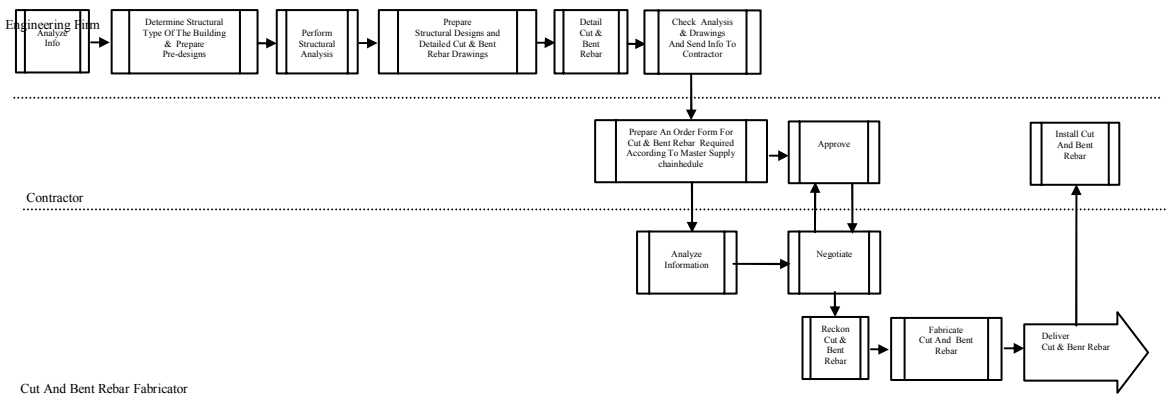 Engineering Firm
Analyze
Info
Determine Structural
Type Of The Building
& Prepare
Pre-designs
Perform
Structural
Analysis
Prepare
Structural Designs and
Detailed Cut & Bent
Rebar Drawings
Detail
Cut &
Bent
Rebar
Check Analysis
& Drawings
And Send Info To
Contractor
Prepare An Order Form For
Cut & Bent Rebar Required
According To Master Supply
chainhedule
Approve
Install Cut
And Bent
Rebar
Contractor
Analyze
Information
Negotiate
Reckon
Cut &
Bent
Rebar
Fabricate
Cut And Bent
Rebar
Deliver
Cut & Benr Rebar
Cut And Bent Rebar Fabricator